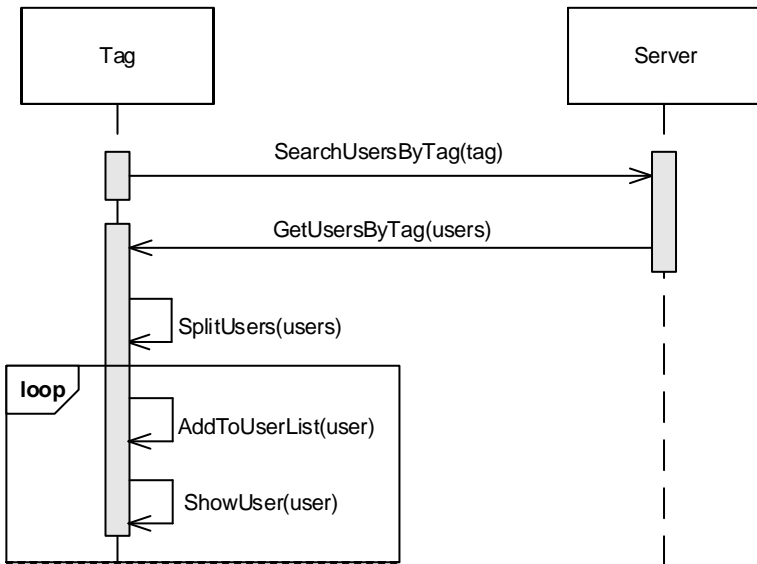 Tag
Server
SearchUsersByTag(tag)
GetUsersByTag(users)
SplitUsers(users)
loop
AddToUserList(user)
ShowUser(user)